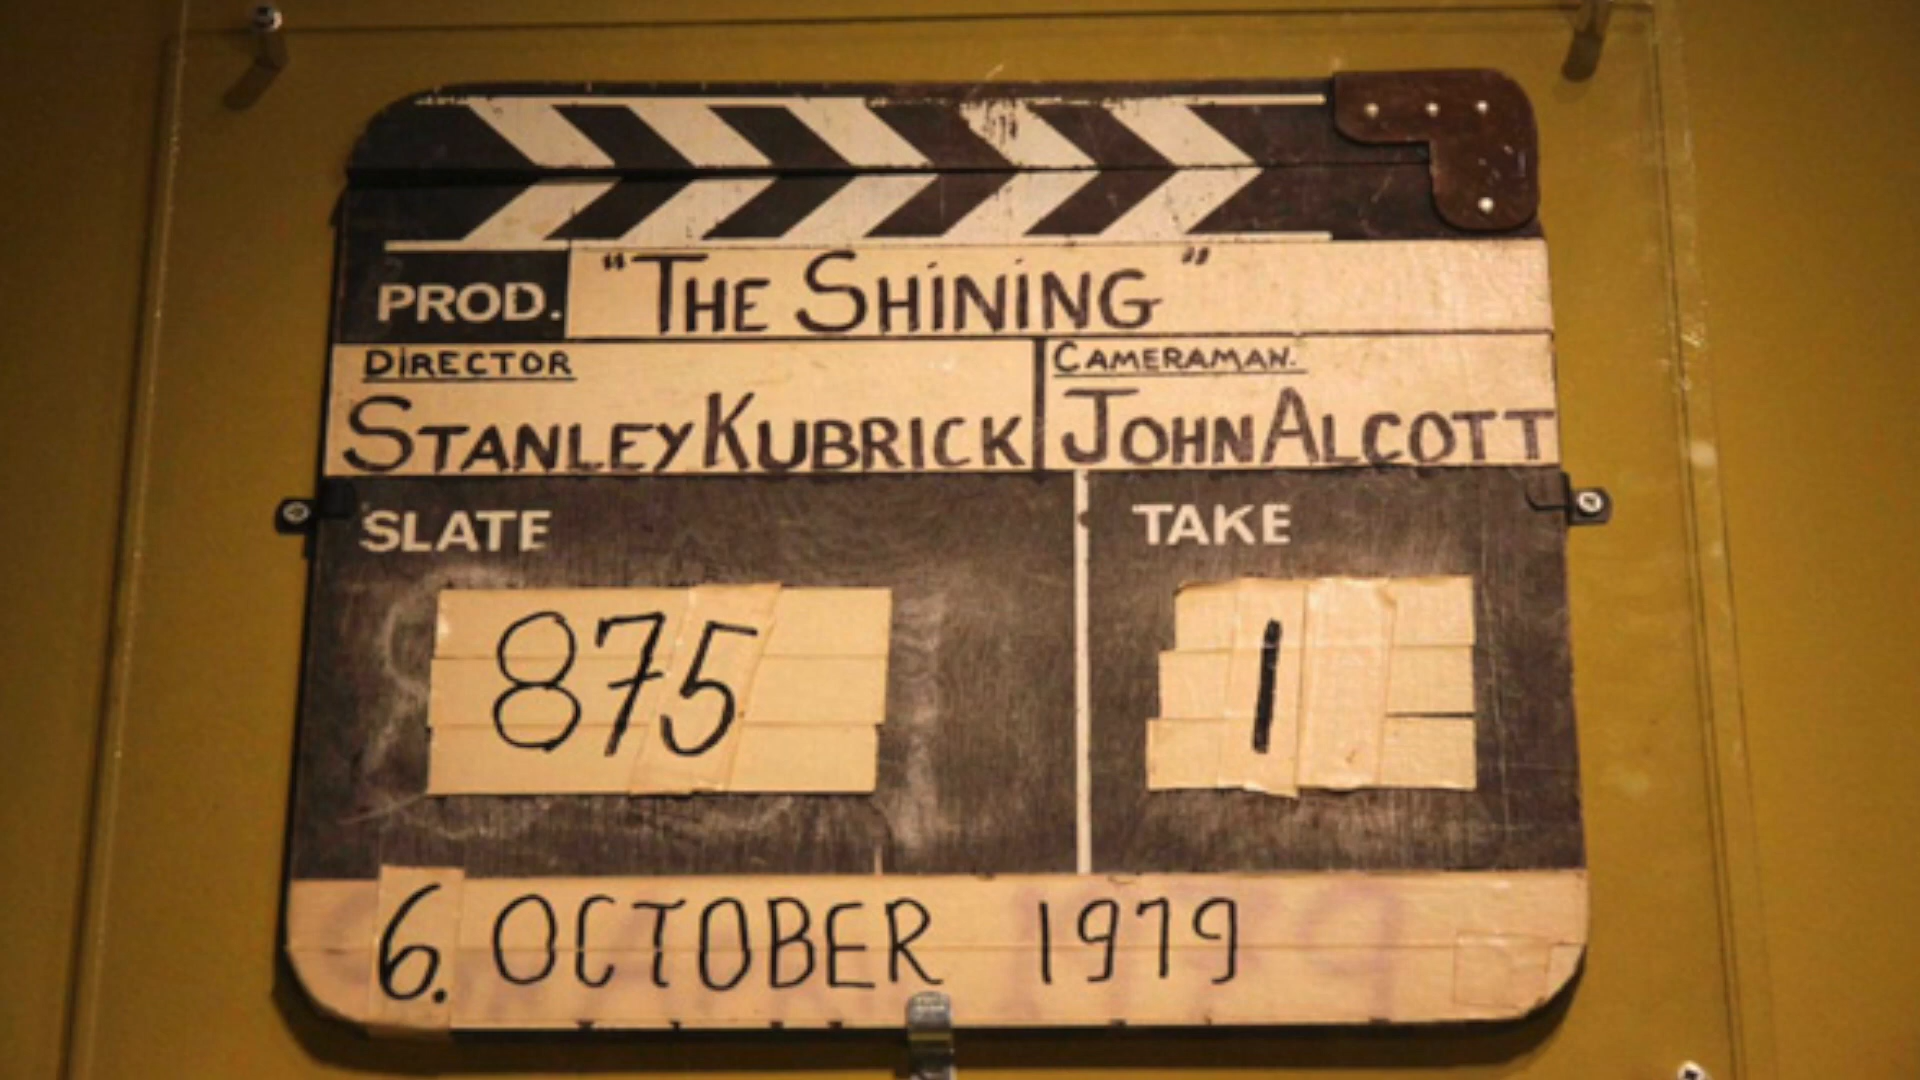 PROD. "THE SHINING"
DIRECTOR
STANLEY KUBRICK
CAMERAMAN.
JOHN ALCOTT
SLATE
875
TAKE
1
6. OCTOBER 1979